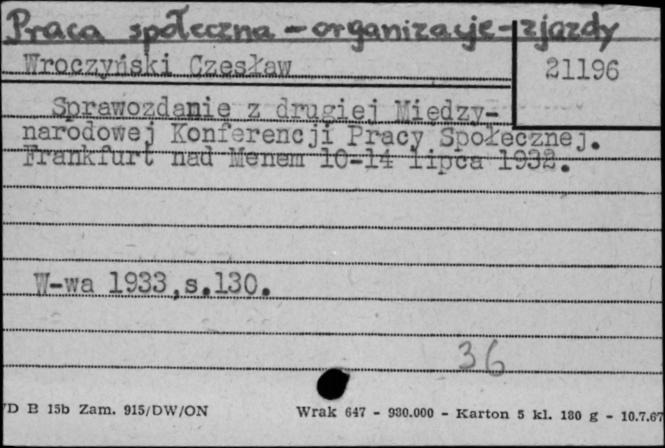 Praca społeczna - organizacje - zjazdy
Wroczyński Czesław
21196
Sprawozdanie z drugiej Między-
narodowej Konferencji Pracy Społecznej.
Frankfurt nad Menem 10-14 lipca 1932.
W-wa 1933,s.130.
36
D B 15b Zam. 915/DW/ON
Wrak 647 - 980.000 - Karton 5 kl. 180 g - 10.7.67